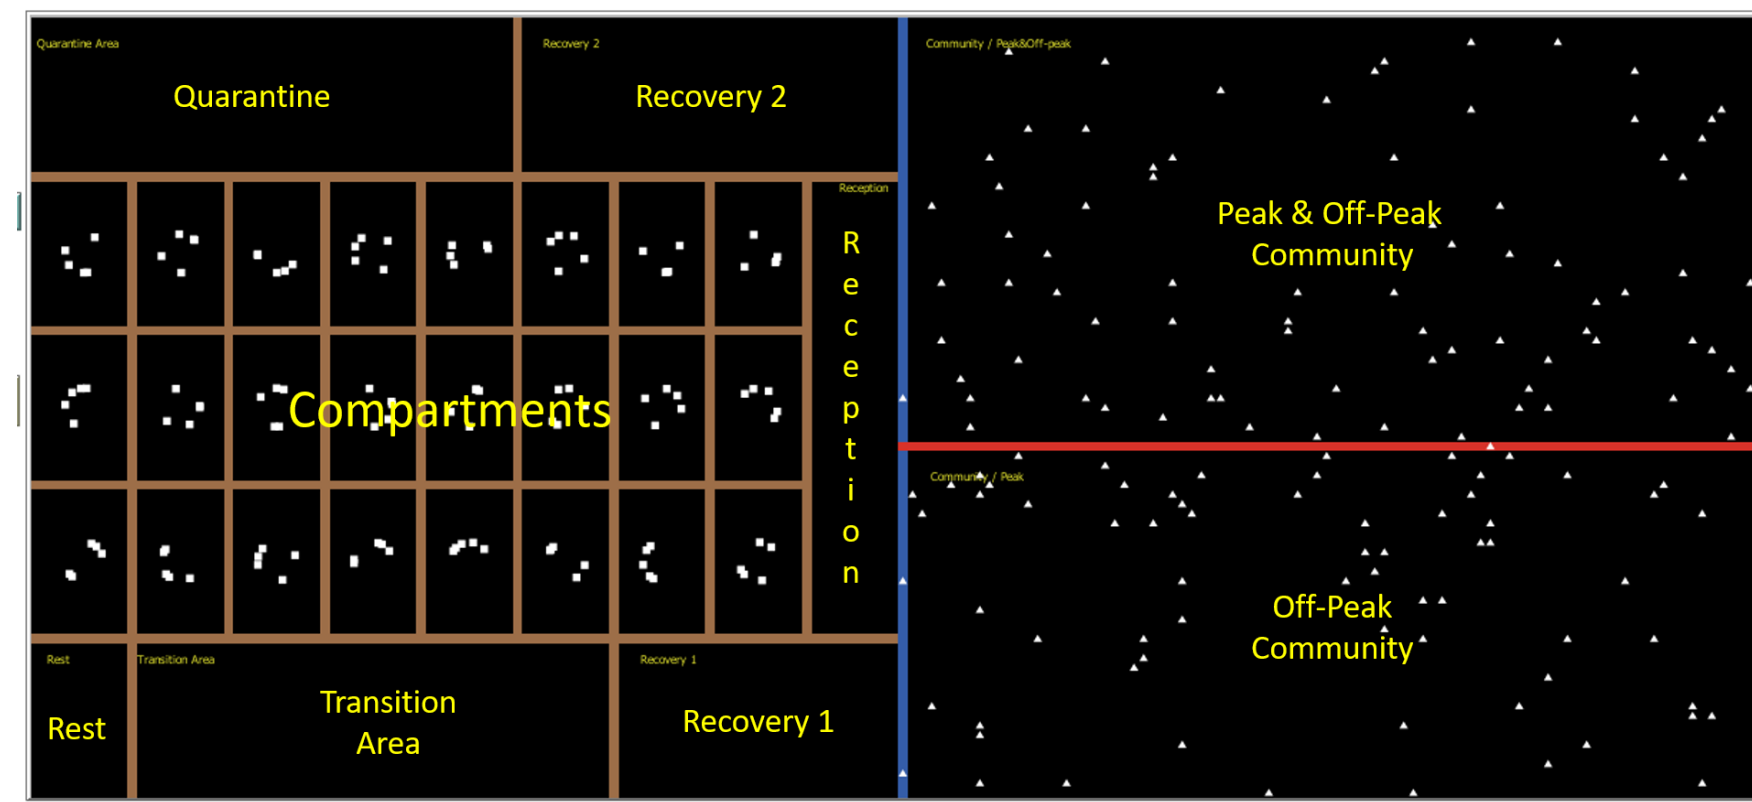 Quarantine Area
Recovery 2
Community / Peak&Off-peak
Quarantine
Recovery 2
Reception
Reception
Peak & Off-Peak
Community
Compartments
Community / Peak
Off-Peak
Community
Rest
Transition Area
Recovery 1
Rest
Transition
Area
Recovery 1